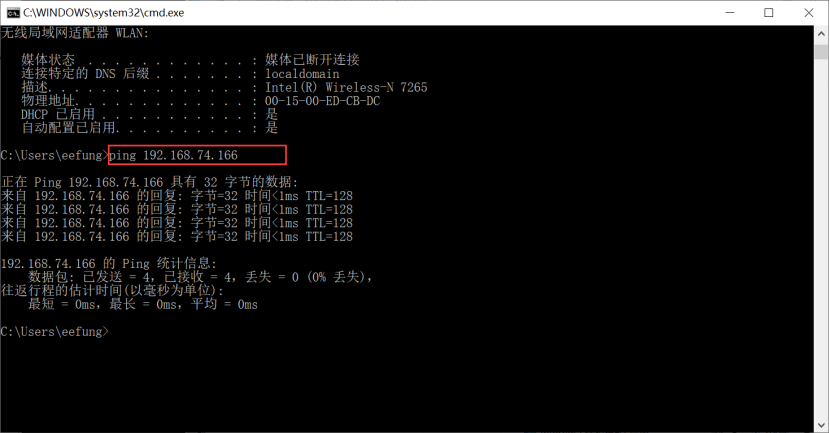 C:\WINDOWS\system32\cmd.exe
无线局域网适配器 WLAN:
媒体状态 . . . . . . . . . . . . : 媒体已断开连接
连接特定的 DNS 后缀 . . . . . . . : localdomain
描述. . . . . . . . . . . . . . . : Intel(R) Wireless-N 7265
物理地址. . . . . . . . . . . . . : 00-15-00-ED-CB-DC
DHCP 已启用 . . . . . . . . . . . : 是
自动配置已启用. . . . . . . . . . : 是
C:\Users\eefung>ping 192.168.74.166
正在 Ping 192.168.74.166 具有 32 字节的数据:
来自 192.168.74.166 的回复: 字节=32 时间<1ms TTL=128
来自 192.168.74.166 的回复: 字节=32 时间<1ms TTL=128
来自 192.168.74.166 的回复: 字节=32 时间<1ms TTL=128
来自 192.168.74.166 的回复: 字节=32 时间<1ms TTL=128
192.168.74.166 的 Ping 统计信息:
数据包: 已发送 = 4，已接收 = 4，丢失 = 0 (0% 丢失)，
往返行程的估计时间(以毫秒为单位):
最短 = 0ms，最长 = 0ms，平均 = 0ms
C:\Users\eefung>